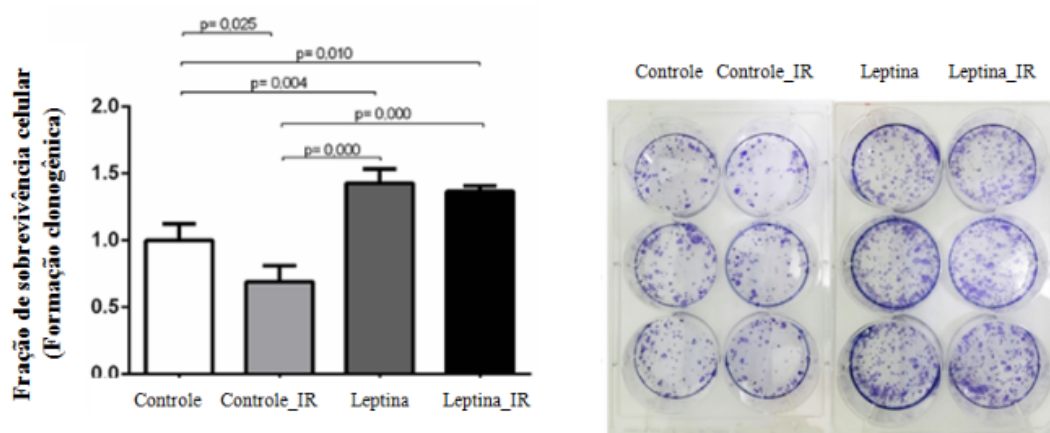 p= 0,025
p= 0,010
p= 0,004
p= 0,000
p= 0,000
Fração de sobrevivência celular
(Formação clonogênica)
2.0
1.5
1.0
0.5
0.0
Controle Controle_IR Leptina Leptina_IR
Controle Controle_IR Leptina Leptina_IR